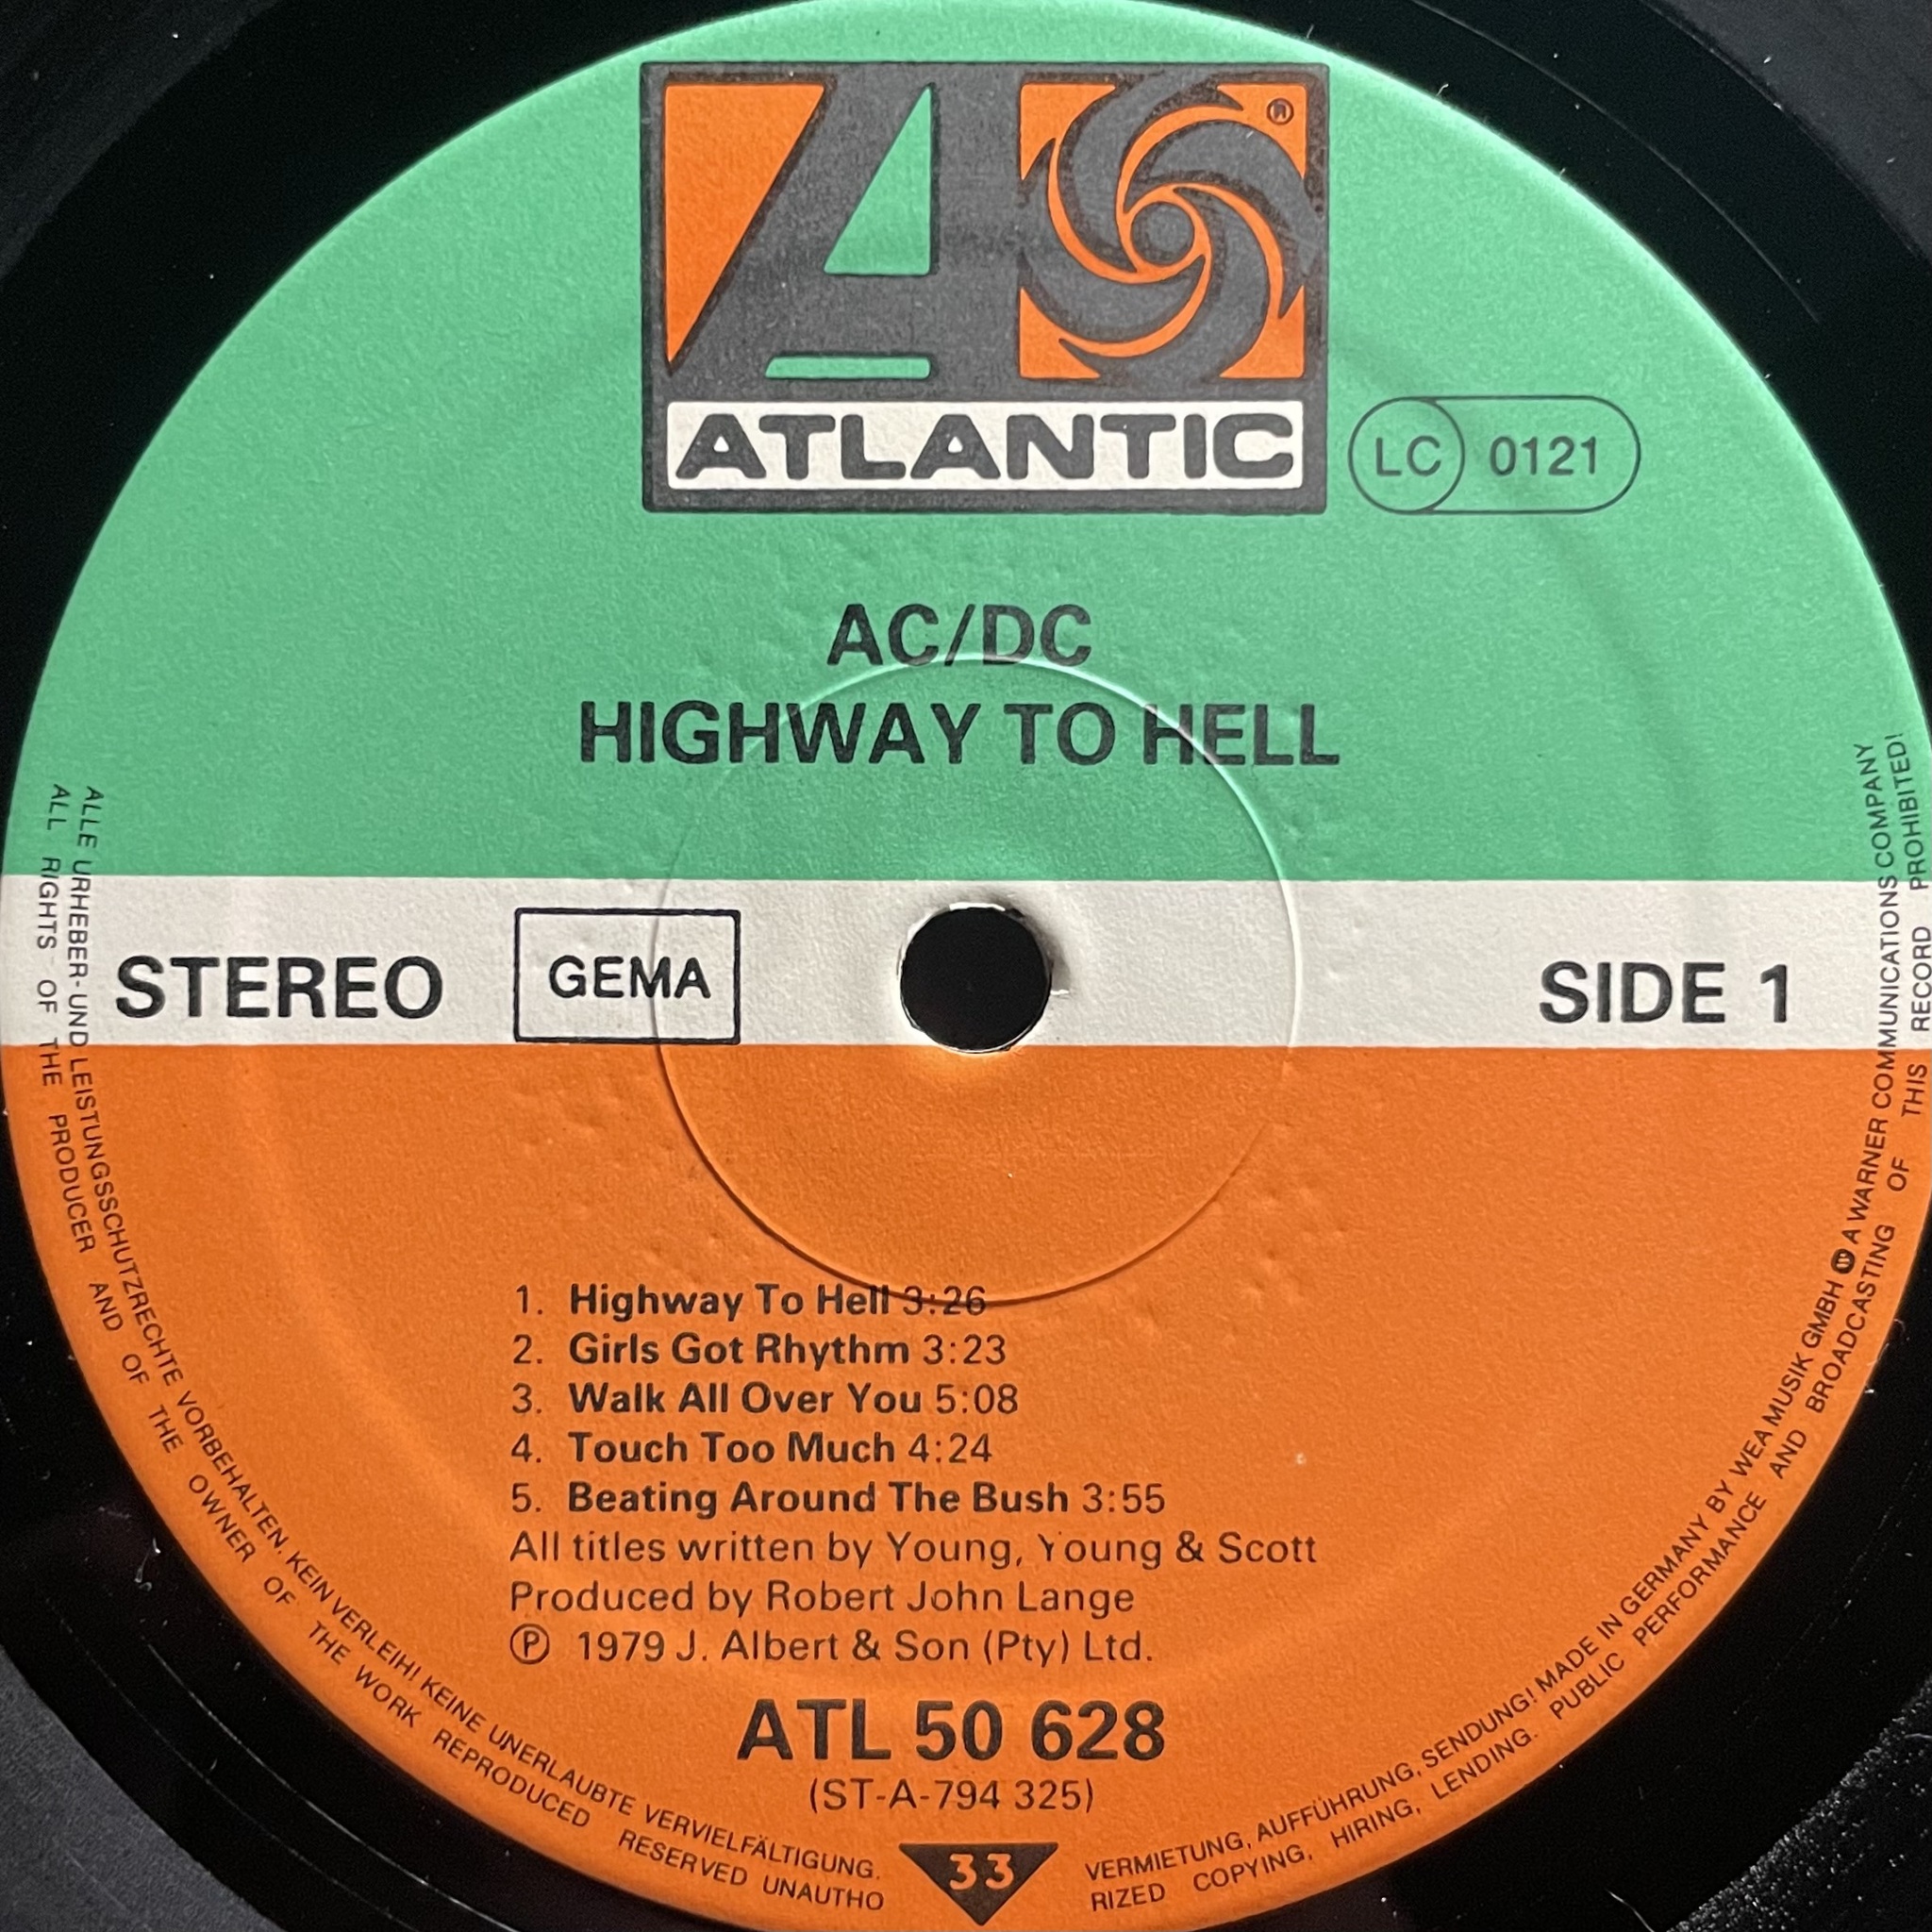 ®
ATLANTIC
LC 0121
AC/DC
HIGHWAY TO HELL
STEREO GEMA SIDE 1
1. Highway To Hell 3:26
2. Girls Got Rhythm 3:23
3. Walk All Over You 5:08
4. Touch Too Much 4:24
5. Beating Around The Bush 3:55
All titles written by Young, Young & Scott
Produced by Robert John Lange
Ⓟ 1979 J. Albert & Son (Pty) Ltd.
ATL 50 628
(ST-A-794 325)
33
ALLE URHEBER- UND LEISTUNGSSCHUTZRECHTE VORBEHALTEN. KEIN VERLEIH! KEINE UNERLAUBTE VERVIELFÄLTIGUNG. VERMIETUNG, AUFFÜHRUNG, SENDUNG! MADE IN GERMANY BY WEA MUSIK GMBH A WARNER COMMUNICATIONS COMPANY
ALL RIGHTS OF THE PRODUCER AND OF THE OWNER OF THE WORK REPRODUCED RESERVED UNAUTHORIZED COPYING, HIRING, LENDING. PUBLIC PERFORMANCE AND BROADCASTING OF THIS RECORD PROHIBITED!